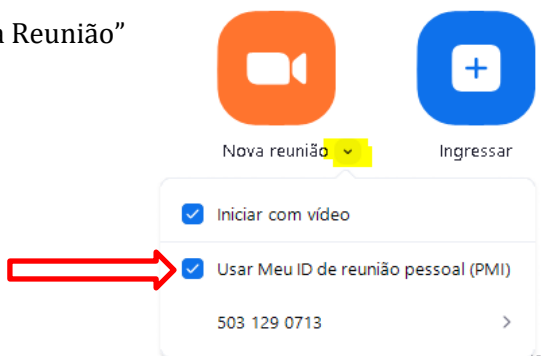 Reunião”
Nova reunião
Ingressar
Iniciar com vídeo
Usar Meu ID de reunião pessoal (PMI)
503 129 0713